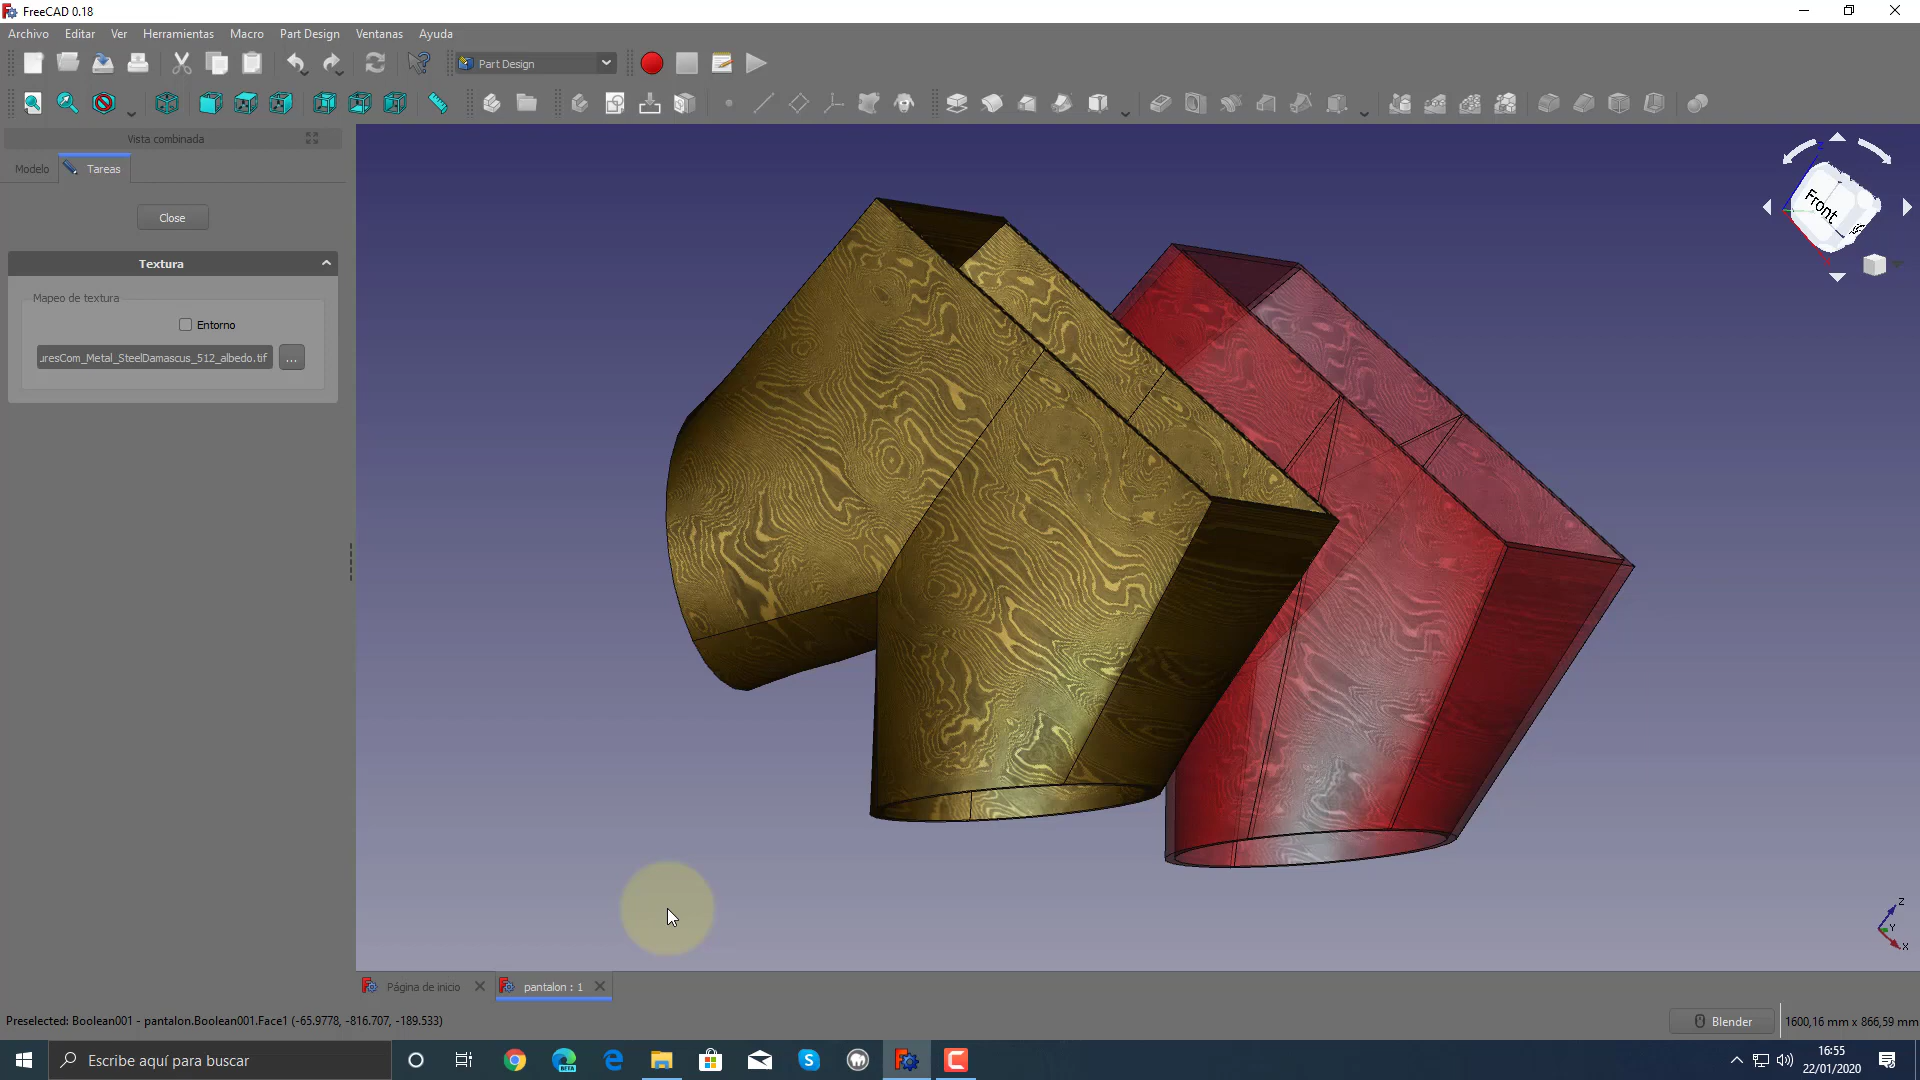 FreeCAD 0.18
Archivo Editar Ver Herramientas Macro Part Design Ventanas Ayuda
Part Design
Vista combinada
Modelo Tareas
Close
Textura
Mapeo de textura
Entorno
uresCom_Metal_SteelDamascus_512_albedo.tif ...
Front
Z
Y
X
Página de inicio pantalon : 1
Preselected: Boolean001 - pantalon.Boolean001.Face1 (-65.9778, -816.707, -189.533)
Blender 1600,16 mm x 866,59 mm
Escribe aquí para buscar
BETA
16:55
22/01/2020